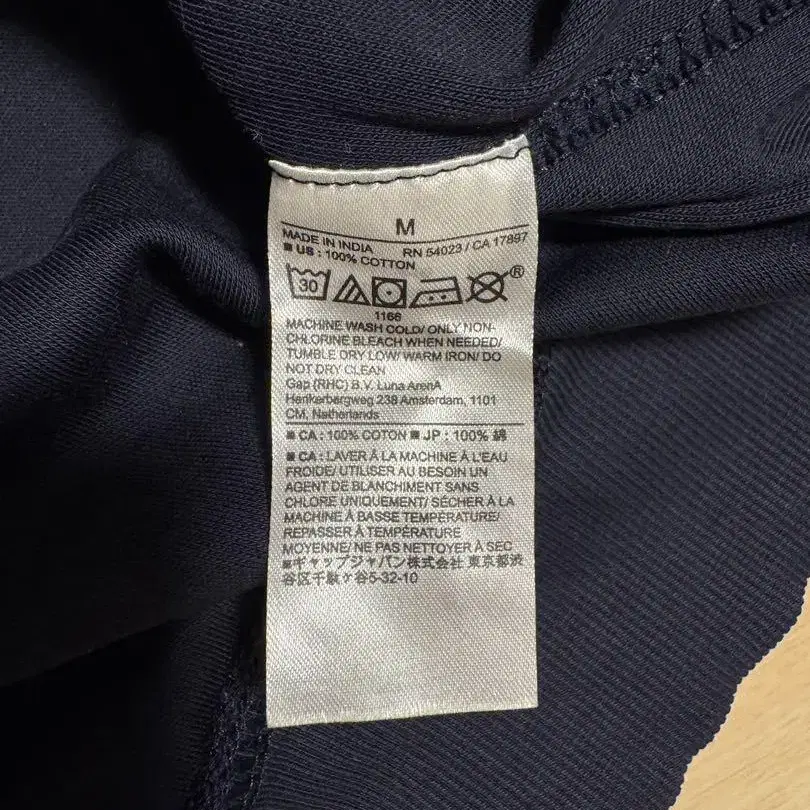 M
MADE IN INDIA RN 54023 / CA 17897
■ US : 100% COTTON
30 ®
1166
MACHINE WASH COLD/ ONLY NON-
CHLORINE BLEACH WHEN NEEDED/
TUMBLE DRY LOW/ WARM IRON/ DO
NOT DRY CLEAN
Gap (RHC) B.V. Luna ArenA
Herikerbergweg 238 Amsterdam, 1101
CM, Netherlands
■ CA : 100% COTON ■ JP : 100% 綿
■ CA : LAVER À LA MACHINE À L'EAU
FROIDE/ UTILISER AU BESOIN UN
AGENT DE BLANCHIMENT SANS
CHLORE UNIQUEMENT/ SÉCHER À LA
MACHINE À BASSE TEMPÉRATURE/
REPASSER À TEMPÉRATURE
MOYENNE/ NE PAS NETTOYER À SEC
■ギャップジャパン株式会社 東京都渋
谷区千駄ヶ谷5-32-10